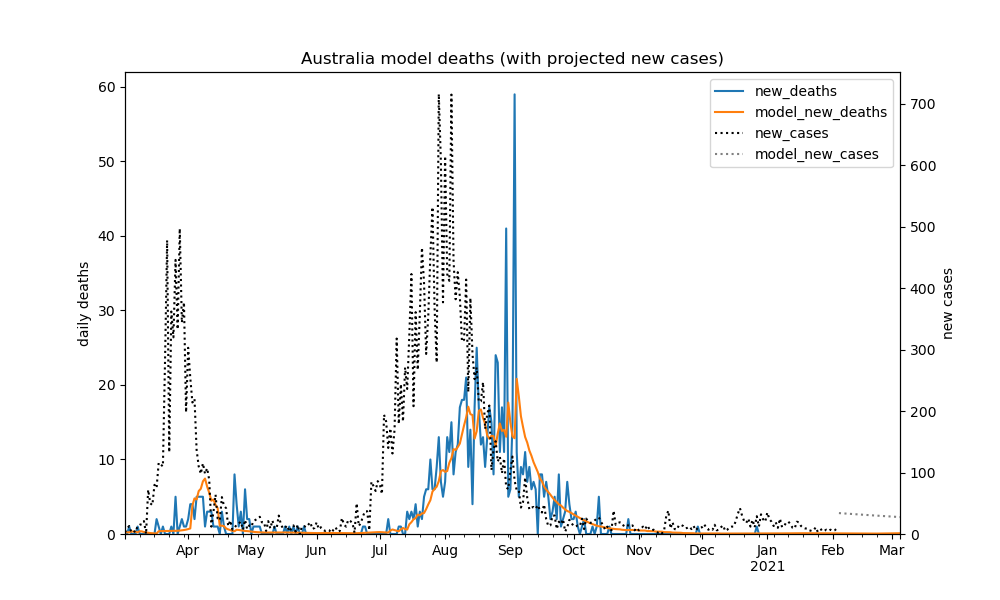 Australia model deaths (with projected new cases)
new_deaths
model_new_deaths
new_cases
model_new_cases
daily deaths
60
50
40
30
20
10
0
700
600
500
400
300
200
100
0
new cases
Apr May Jun Jul Aug Sep Oct Nov Dec Jan Feb Mar
2021